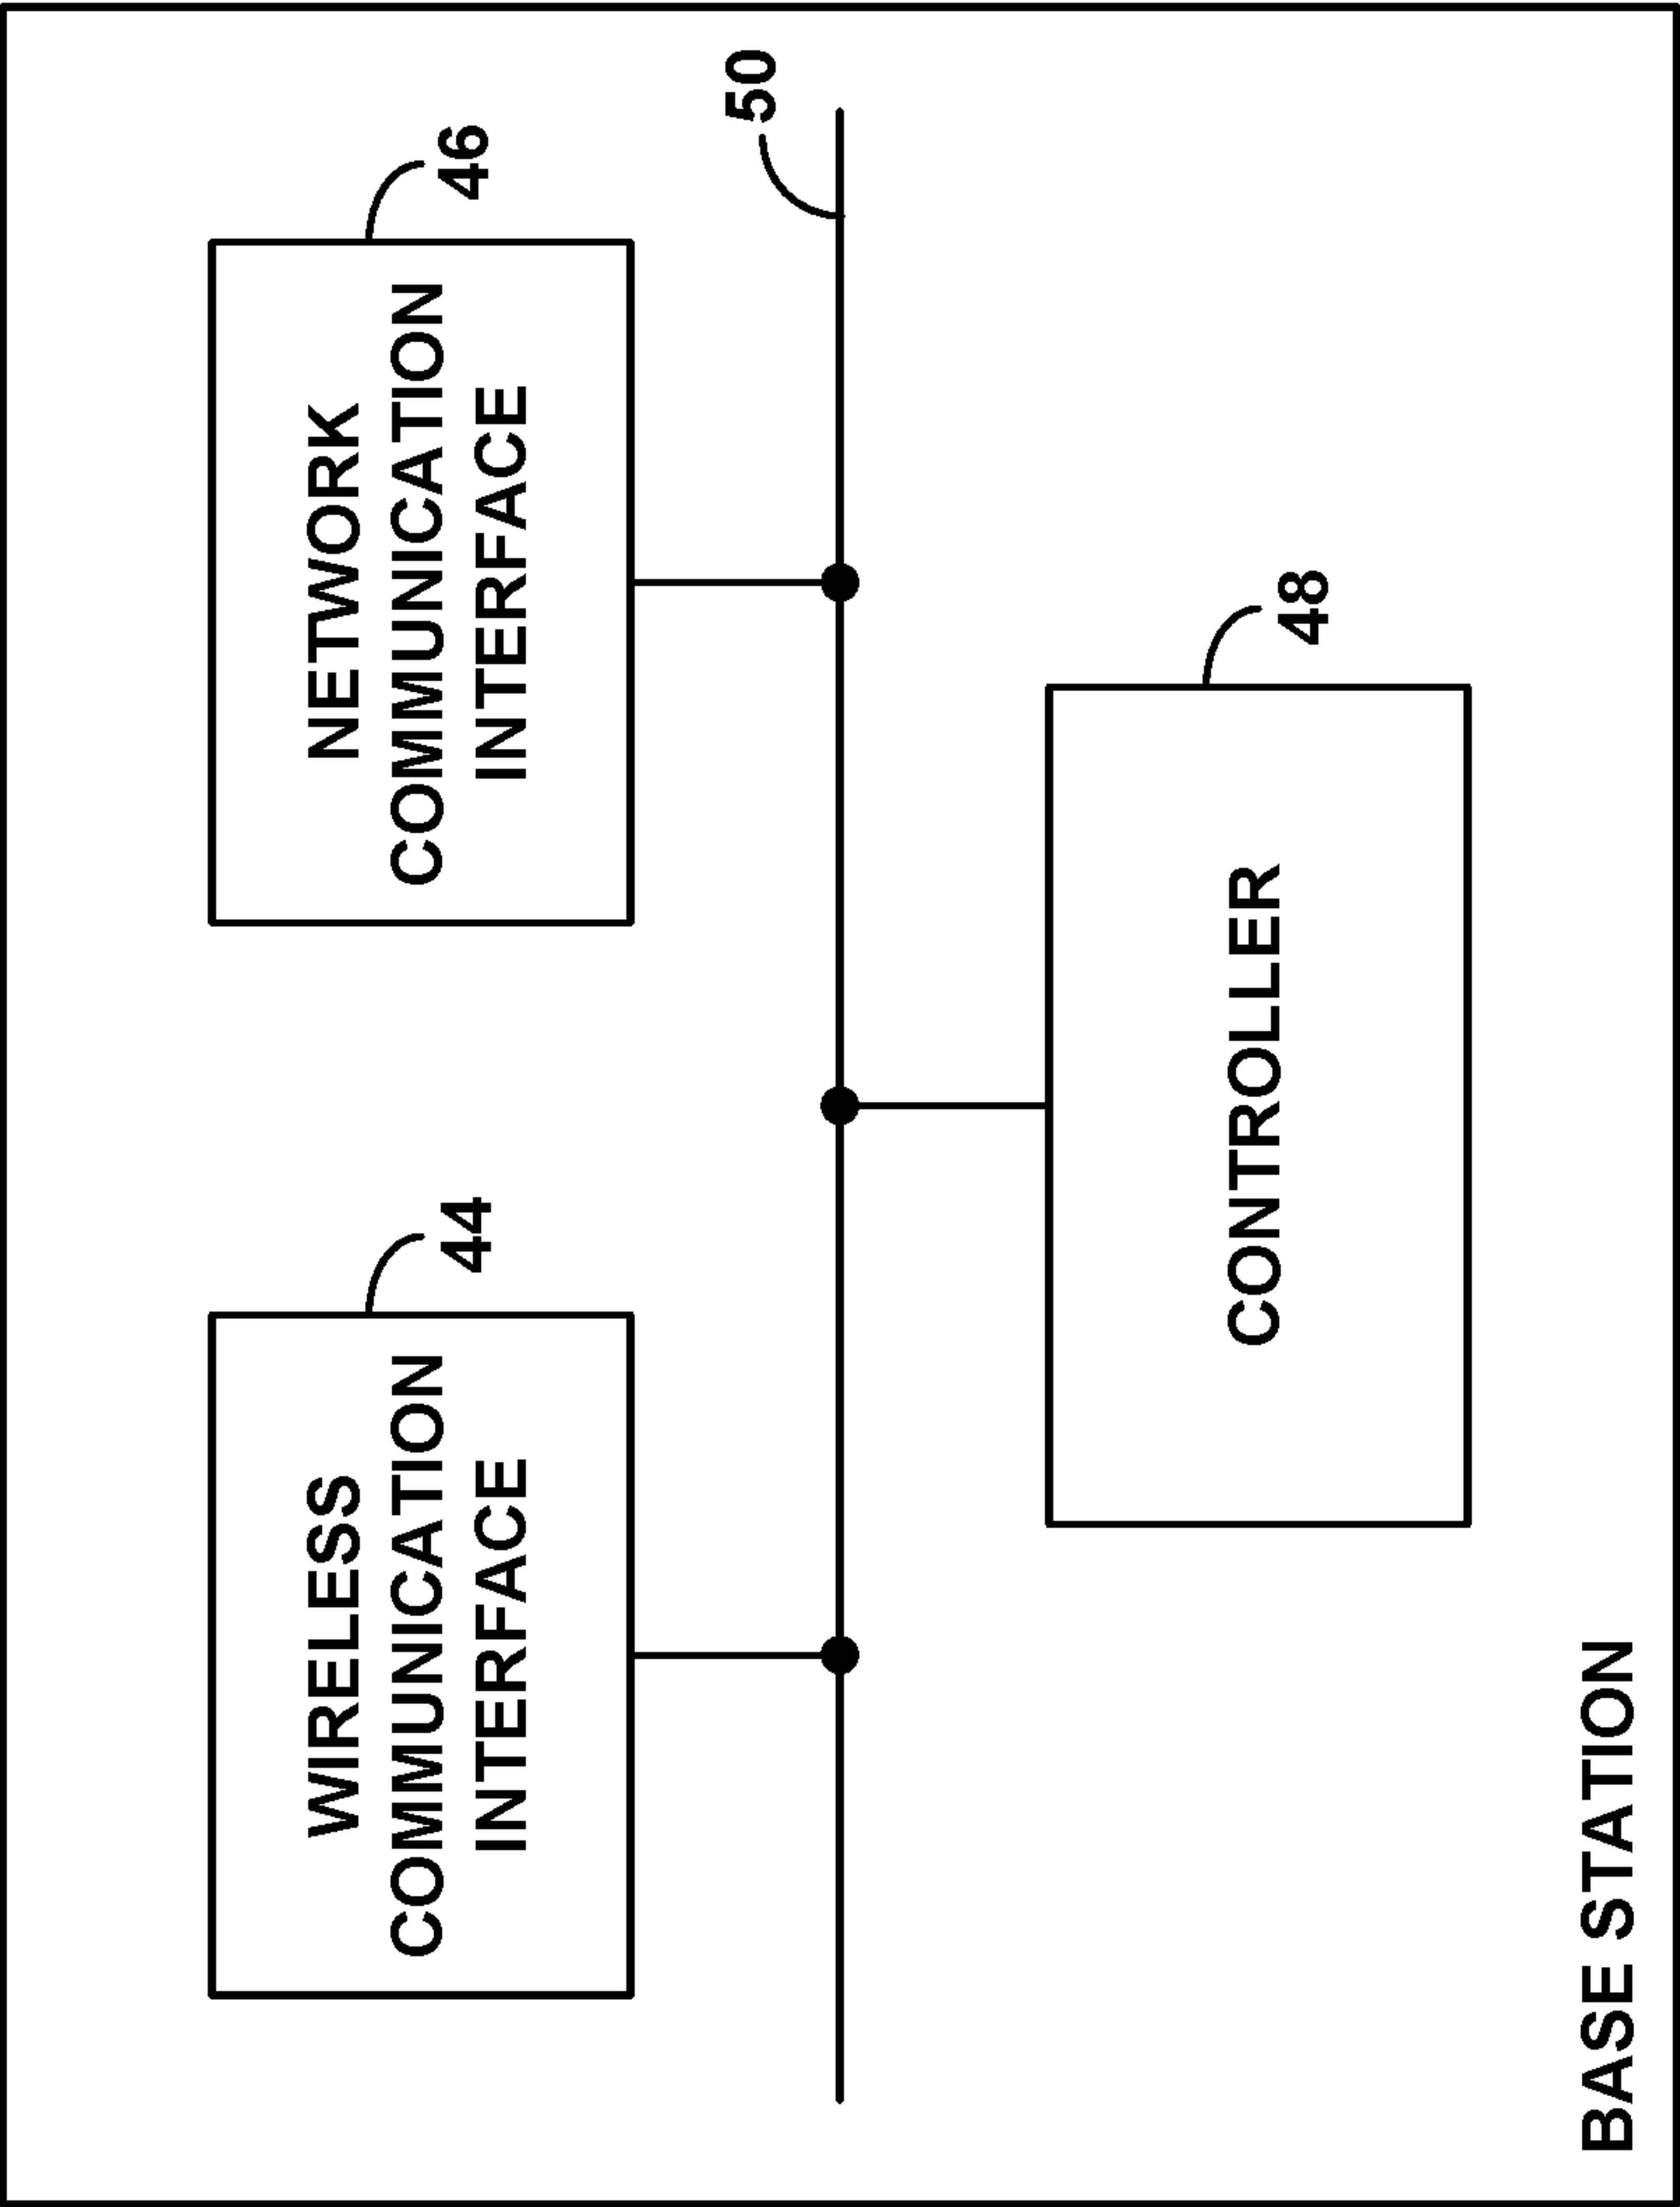 WIRELESS
COMMUNICATION
INTERFACE
44
NETWORK
COMMUNICATION
INTERFACE
46
50
CONTROLLER
48
BASE STATION